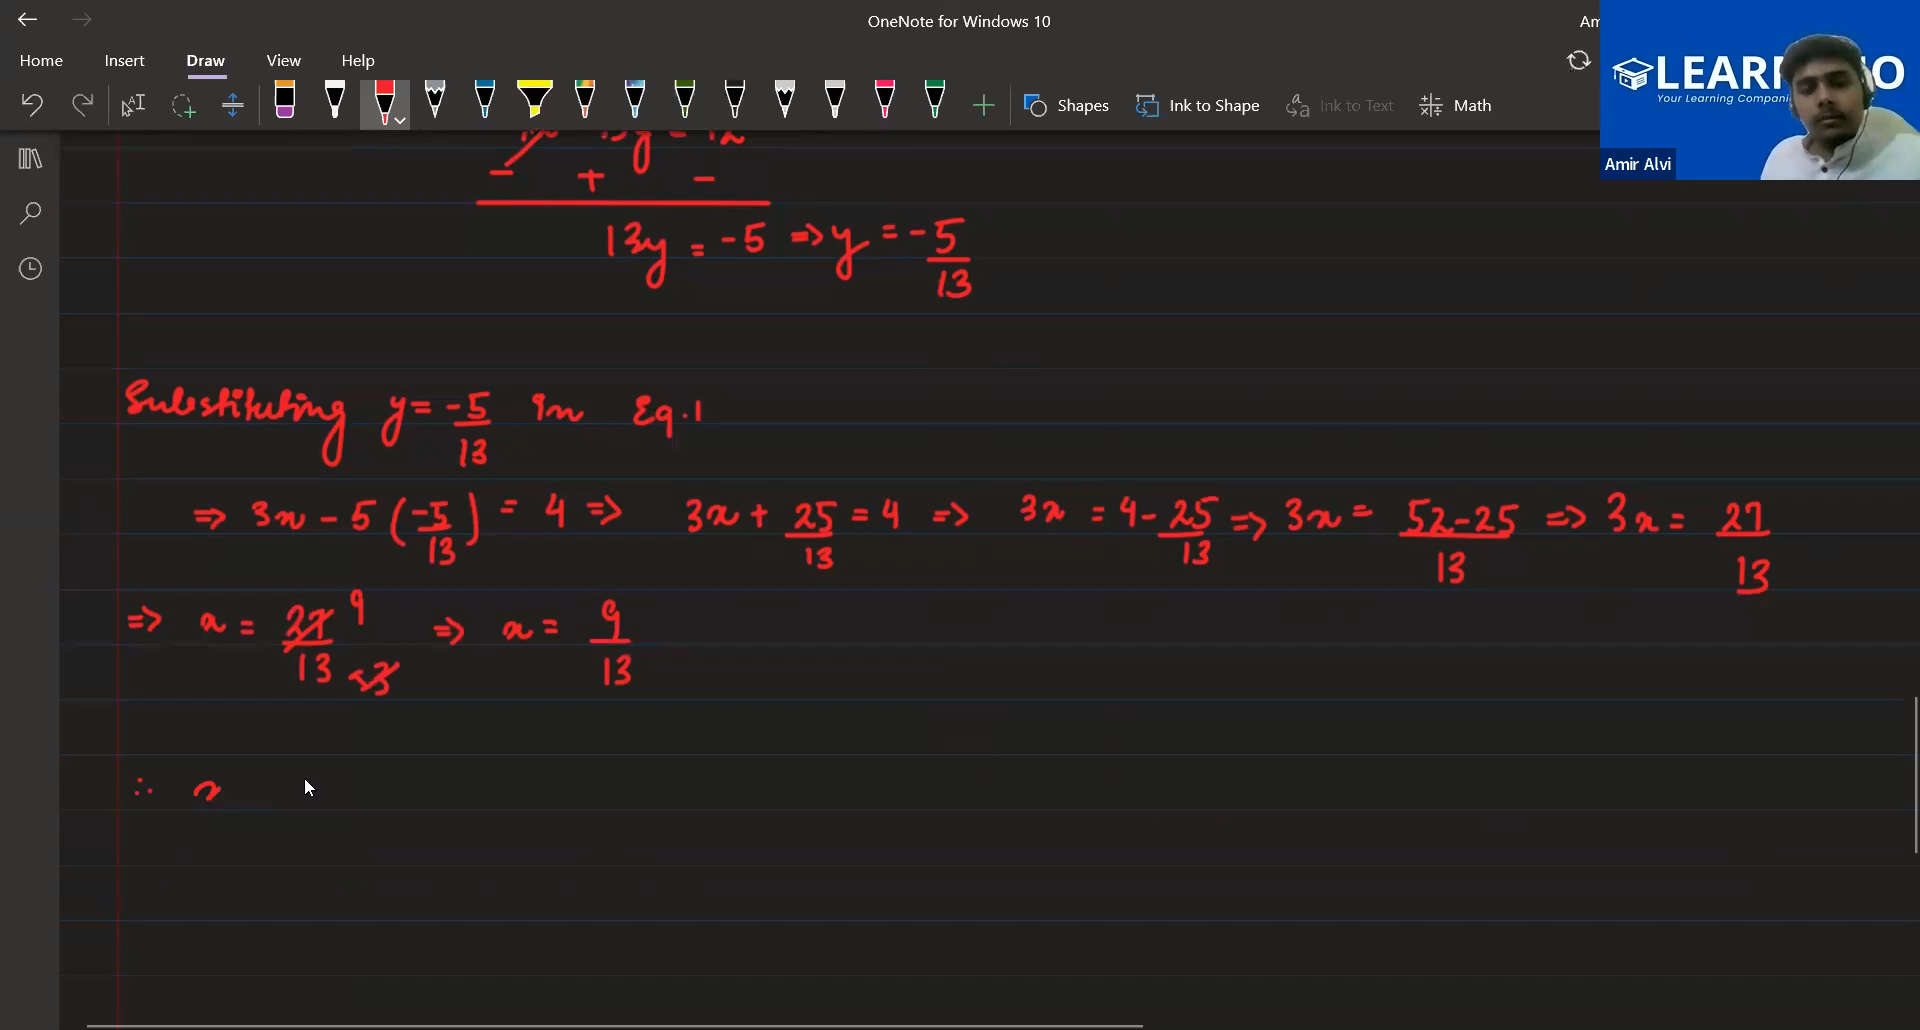 OneNote for Windows 10
Am
Home Insert Draw View Help
Shapes Ink to Shape Ink to Text Math
LEAR O
Your Learning Compani
Amir Alvi
- + -
13y = -5 => y = -5/13
Substituting y = -5/13 in Eq.1
=> 3x - 5(-5/13) = 4 => 3x + 25/13 = 4 => 3x = 4 - 25/13 => 3x = 52-25/13 => 3x = 27/13
=> x = 27/13×3 9 => x = 9/13
∴ x